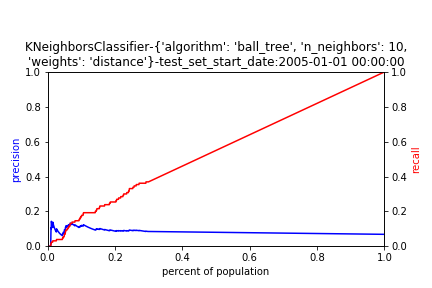 KNeighborsClassifier-{'algorithm': 'ball_tree', 'n_neighbors': 10,
'weights': 'distance'}-test_set_start_date:2005-01-01 00:00:00
1.0
0.8
0.6
0.4
0.2
0.0
precision
1.0
0.8
0.6
0.4
0.2
0.0
recall
0.0 0.2 0.4 0.6 0.8 1.0
percent of population